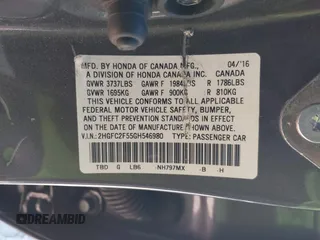 MFD. BY HONDA OF CANADA MFG., 04/'16
A DIVISION OF HONDA CANADA INC. CANADA
GVWR 3737LBS GAWR F 1984LBS R 1786LBS
GVWR 1695KG GAWR F 900KG R 810KG
THIS VEHICLE CONFORMS TO ALL APPLICABLE
FEDERAL MOTOR VEHICLE SAFETY, BUMPER,
AND THEFT PREVENTION STANDARDS IN EFFECT
ON THE DATE OF MANUFACTURE SHOWN ABOVE.
V.I.N.: 2HGFC2F55GH546980 TYPE: PASSENGER CAR
TBD G LB6 -NH797MX -B -H
© DREAMBID